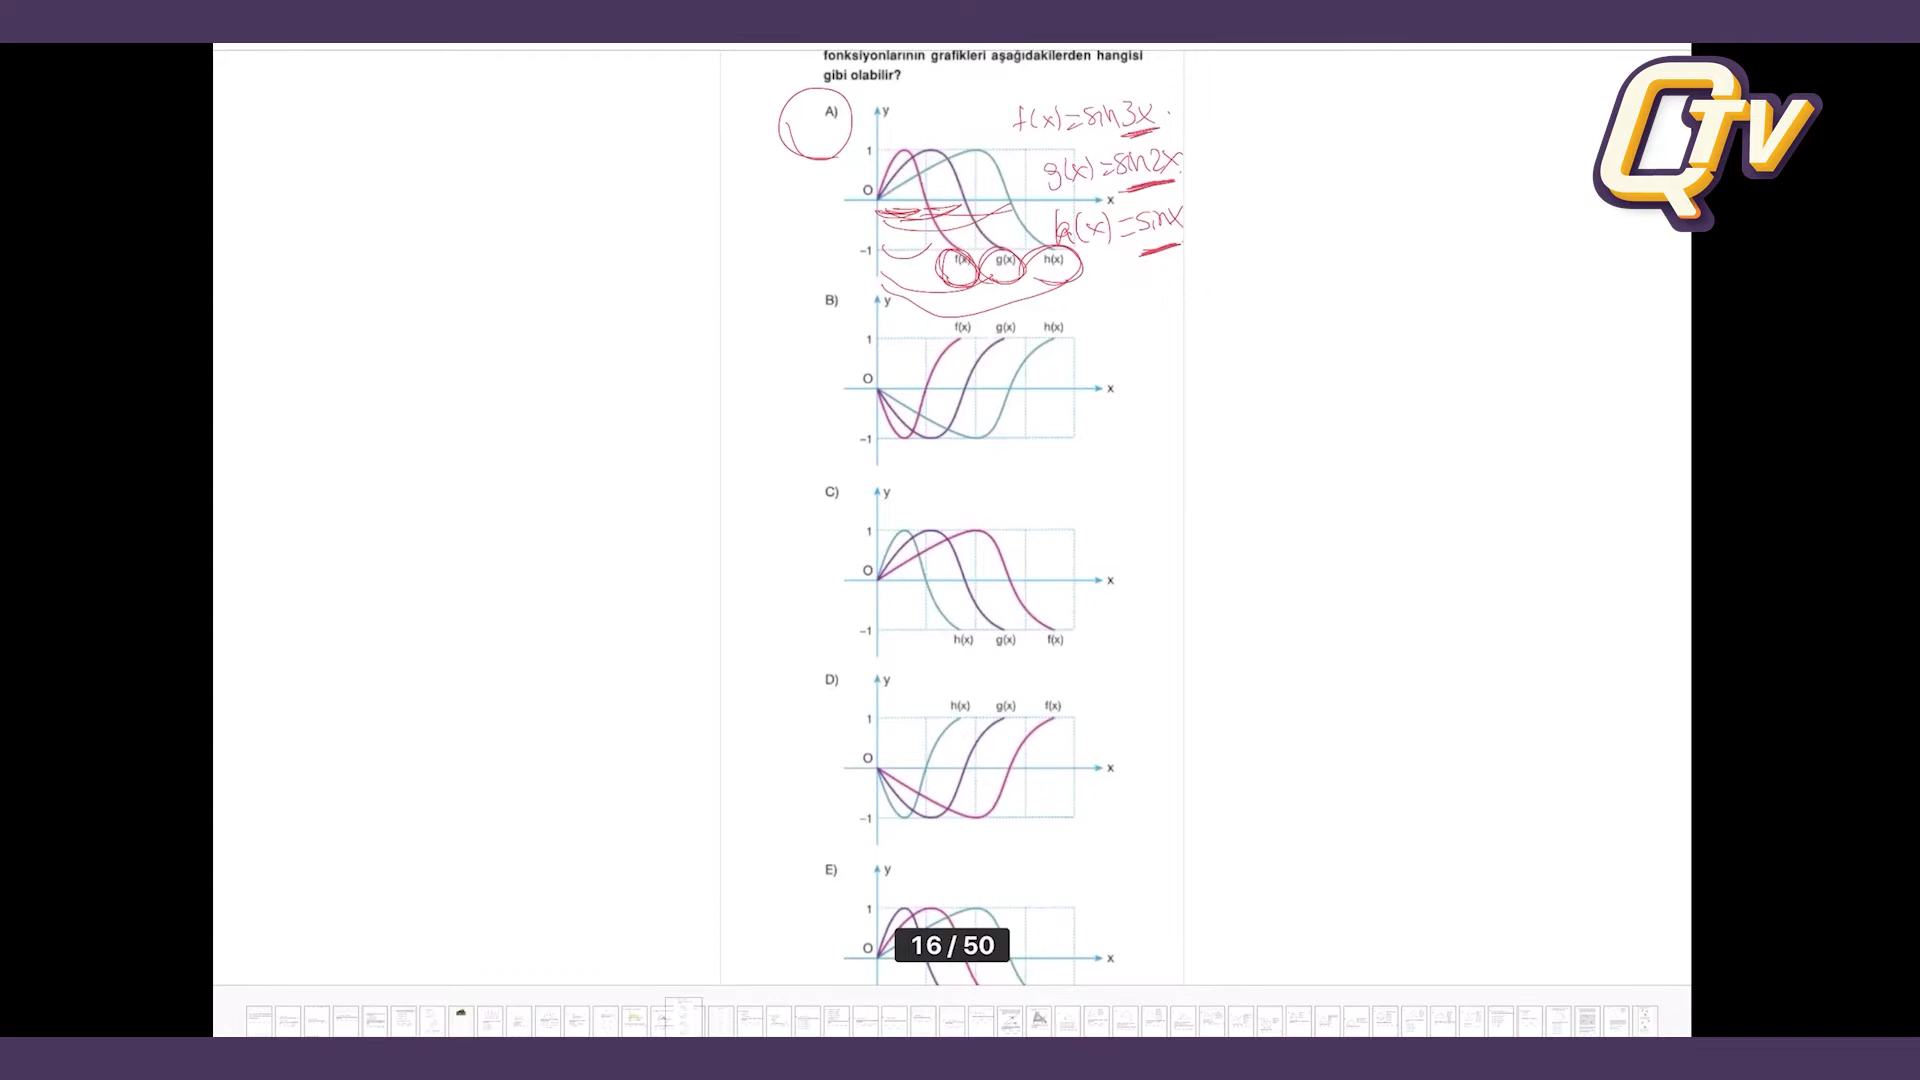 fonksiyonlarının grafikleri aşağıdakilerden hangisi
gibi olabilir?
QTV
A)
y
f(x)=sin3x
1
g(x)=sin2x
O
x
h(x)=sinx
-1
f(x) g(x) h(x)
B)
y
f(x) g(x) h(x)
1
O
x
-1
C)
y
1
O
x
-1
h(x) g(x) f(x)
D)
y
h(x) g(x) f(x)
1
O
x
-1
E)
y
1
O
x
16 / 50